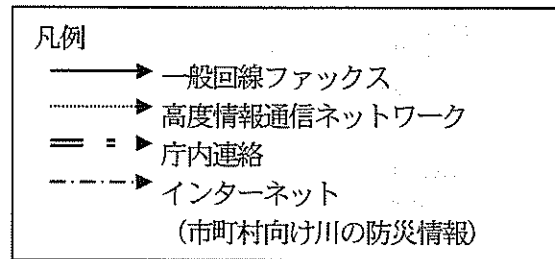 凡例
一般回線ファックス
高度情報通信ネットワーク
庁内連絡
インターネット
（市町村向け川の防災情報）